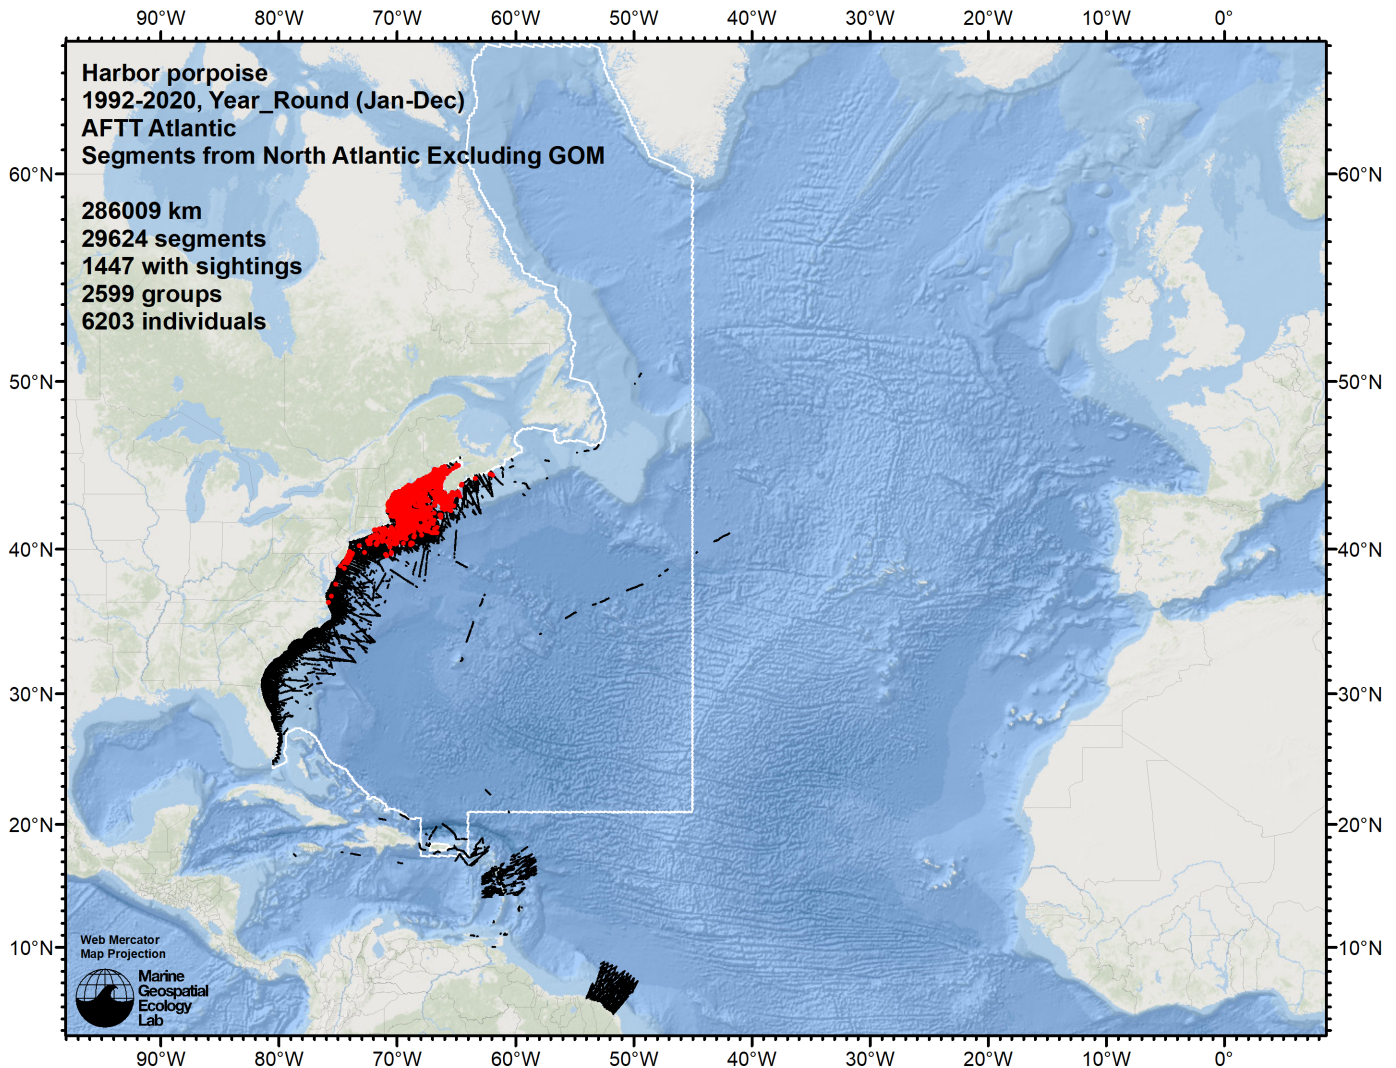 90°W 80°W 70°W 60°W 50°W 40°W 30°W 20°W 10°W 0°
Harbor porpoise
1992-2020, Year_Round (Jan-Dec)
AFTT Atlantic
Segments from North Atlantic Excluding GOM
286009 km
29624 segments
1447 with sightings
2599 groups
6203 individuals
60°N 60°N
50°N 50°N
40°N 40°N
30°N 30°N
20°N 20°N
10°N 10°N
Web Mercator
Map Projection
Marine
Geospatial
Ecology
Lab
90°W 80°W 70°W 60°W 50°W 40°W 30°W 20°W 10°W 0°